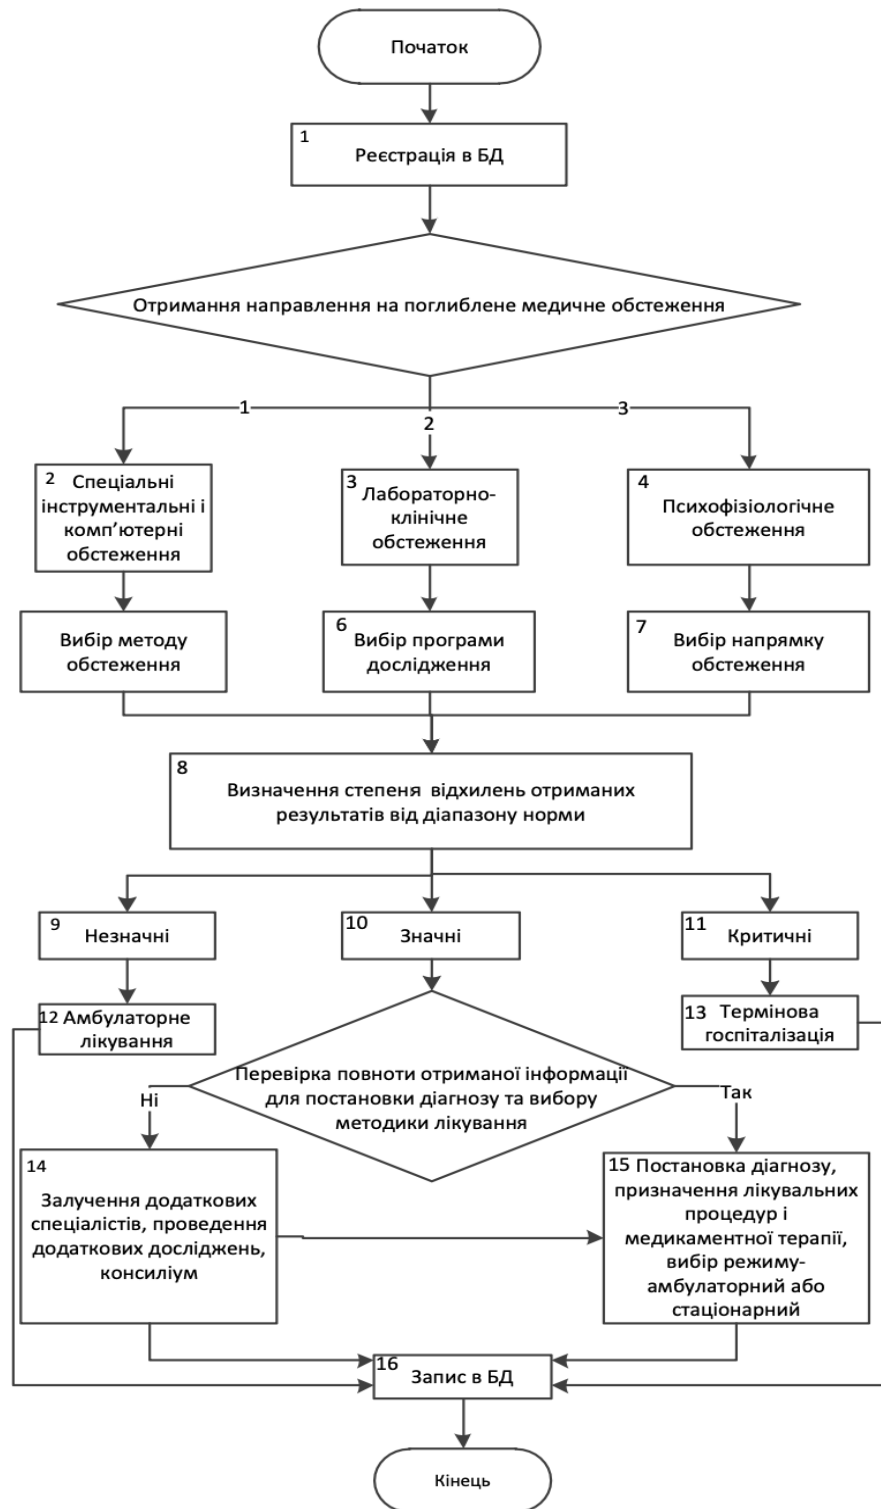 Початок
1
Реєстрація в БД
Отримання направлення на поглиблене медичне обстеження
1
2
3
2 Спеціальні
інструментальні і
комп’ютерні
обстеження
3
Лабораторно-
клінічне
обстеження
4
Психофізіологічне
обстеження
Вибір методу
обстеження
6
Вибір програми
дослідження
7
Вибір напрямку
обстеження
8
Визначення степеня відхилень отриманих
результатів від діапазону норми
9
Незначні
10
Значні
11
Критичні
12 Амбулаторне
лікування
13 Термінова
госпіталізація
Перевірка повноти отриманої інформації
для постановки діагнозу та вибору
методики лікування
Ні
Так
14
Залучення додаткових
спеціалістів, проведення
додаткових досліджень,
консиліум
15 Постановка діагнозу,
призначення лікувальних
процедур і
медикаментної терапії,
вибір режиму-
амбулаторний або
стаціонарний
16
Запис в БД
Кінець